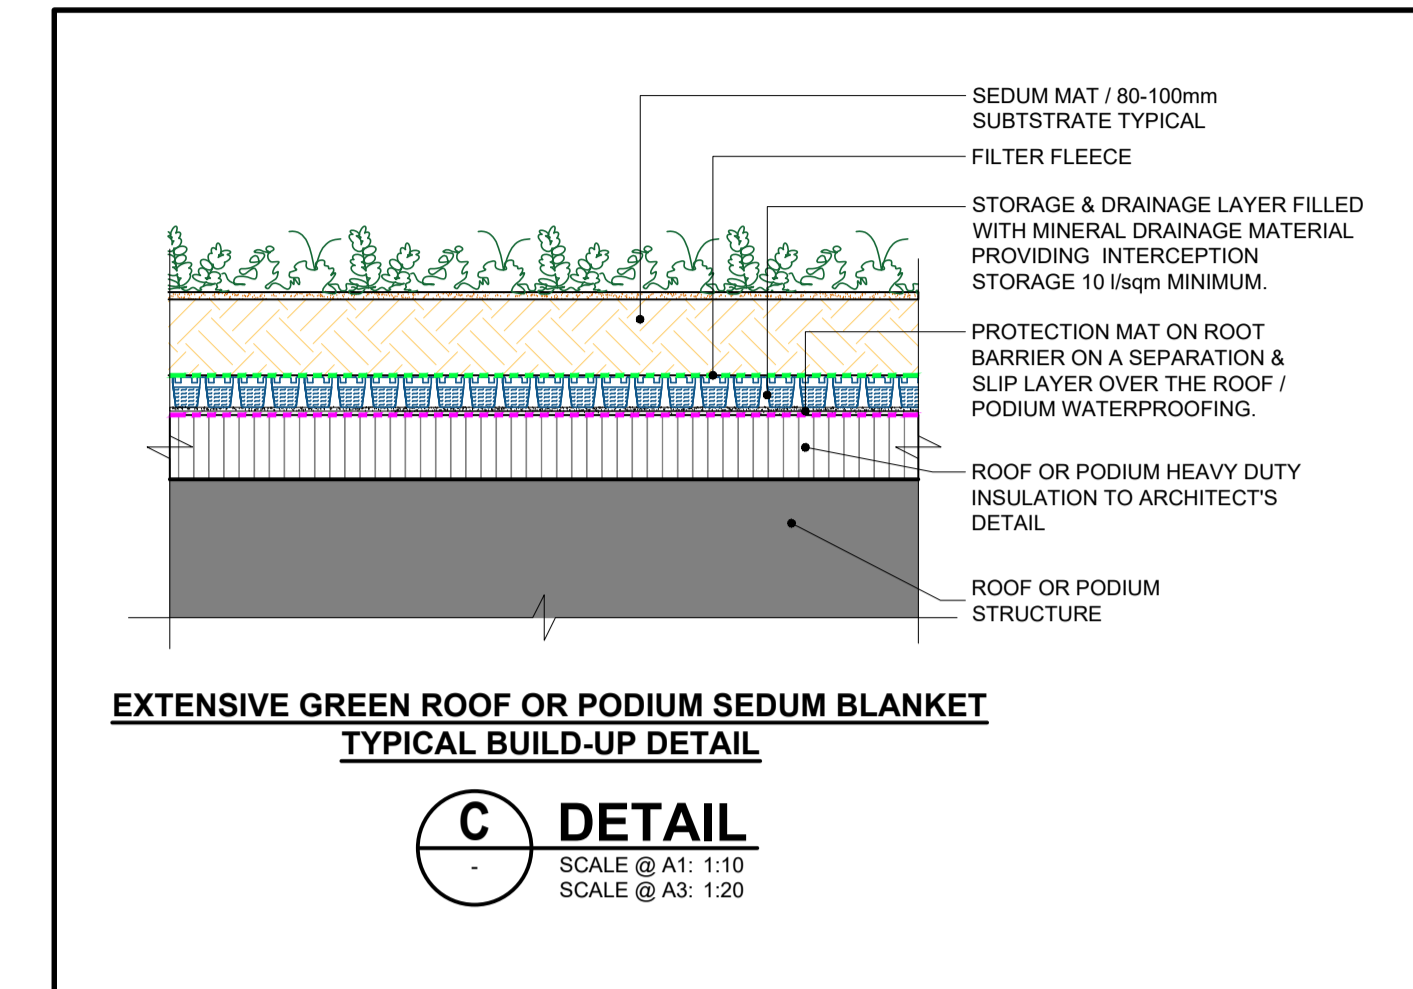 SEDUM MAT / 80-100mm
SUBTSTRATE TYPICAL
FILTER FLEECE
STORAGE & DRAINAGE LAYER FILLED
WITH MINERAL DRAINAGE MATERIAL
PROVIDING INTERCEPTION
STORAGE 10 l/sqm MINIMUM.
PROTECTION MAT ON ROOT
BARRIER ON A SEPARATION &
SLIP LAYER OVER THE ROOF /
PODIUM WATERPROOFING.
ROOF OR PODIUM HEAVY DUTY
INSULATION TO ARCHITECT'S
DETAIL
ROOF OR PODIUM
STRUCTURE
EXTENSIVE GREEN ROOF OR PODIUM SEDUM BLANKET
TYPICAL BUILD-UP DETAIL
C
-
DETAIL
SCALE @ A1: 1:10
SCALE @ A3: 1:20